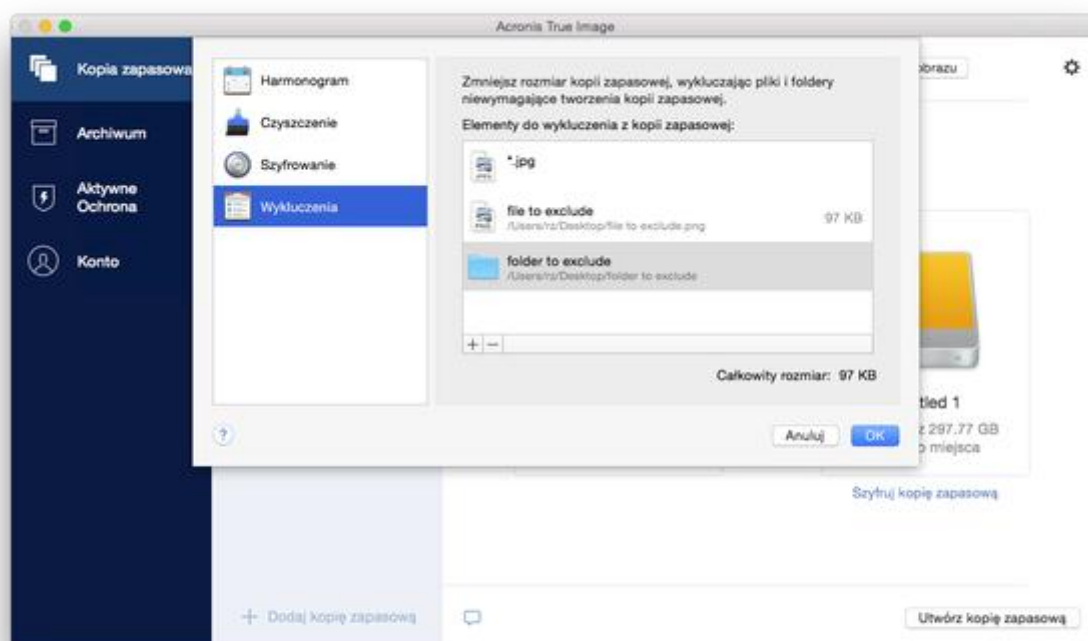 Acronis True Image
Kopia zapasowa
Archiwum
Aktywne
Ochrona
Konto
Harmonogram
Czyszczenie
Szyfrowanie
Wykluczenia
Zmniejsz rozmiar kopii zapasowej, wykluczając pliki i foldery
niewymagające tworzenia kopii zapasowej.
Elementy do wykluczenia z kopii zapasowej:
*.jpg
file to exclude
/Users/rz/Desktop/file to exclude.png
97 KB
folder to exclude
/Users/rz/Desktop/folder to exclude
+ −
Całkowity rozmiar: 97 KB
?
Anuluj
OK
obrazu
tled 1
z 297.77 GB
o miejsca
Szyfruj kopię zapasową
+ Dodaj kopię zapasową
Utwórz kopię zapasową